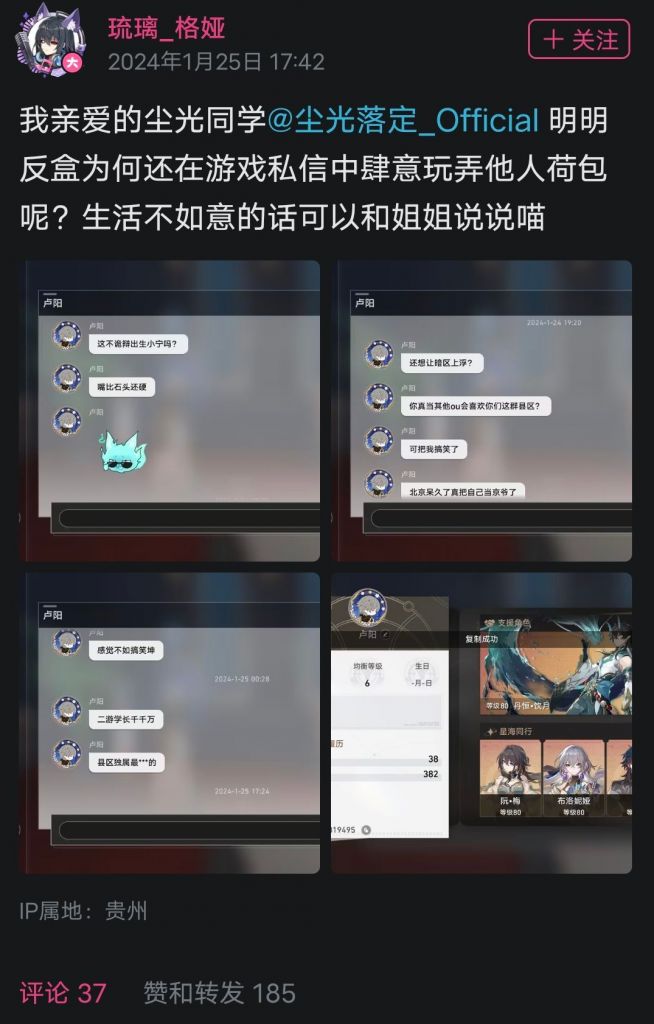 琉璃_格娅
2024年1月25日 17:42
+ 关注
我亲爱的尘光同学@尘光落定_Official 明明
反盒为何还在游戏私信中肆意玩弄他人荷包
呢？生活不如意的话可以和姐姐说说喵
卢阳
卢阳
这不诡辩出生小宁吗？
卢阳
嘴比石头还硬
卢阳
卢阳
2024-1-24 19:20
卢阳
还想让暗区上浮？
卢阳
你真当其他ou会喜欢你们这群县区？
卢阳
可把我搞笑了
卢阳
北京呆久了真把自己当京爷了
卢阳
卢阳
感觉不如搞笑坤
2024-1-25 00:28
卢阳
二游学长千千万
卢阳
县区独属最***的
2024-1-25 17:24
卢阳
复制成功
均衡等级
6
生日
-月-日
履历
38
382
319495
支援角色
等级80 丹恒•饮月
星海同行
阮•梅
等级80
布洛妮娅
等级80
IP属地：贵州
评论 37
赞和转发 185